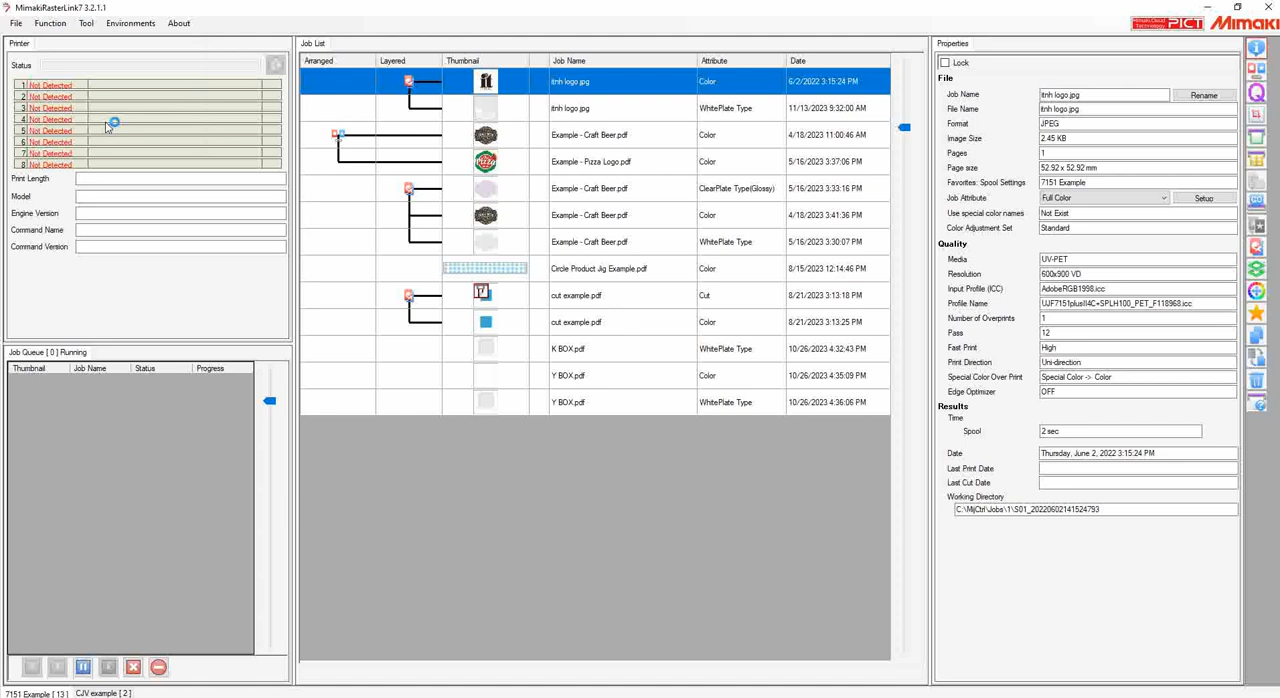 MimakiRasterLink7 3.2.1.1
File Function Tool Environments About
Mimaki Cloud Technology PICT Mimaki
Printer
Status
1 Not Detected
2 Not Detected
3 Not Detected
4 Not Detected
5 Not Detected
6 Not Detected
7 Not Detected
8 Not Detected
Print Length
Model
Engine Version
Command Name
Command Version
Job Queue [ 0 ] Running
Thumbnail Job Name Status Progress
Job List
Arranged Layered Thumbnail Job Name Attribute Date
it itnh logo.jpg Color 6/2/2022 3:15:24 PM
itnh logo.jpg WhitePlate Type 11/13/2023 9:32:00 AM
Example - Craft Beer.pdf Color 4/18/2023 11:00:46 AM
Pizza Example - Pizza Logo.pdf Color 5/16/2023 3:37:06 PM
Example - Craft Beer.pdf ClearPlate Type(Glossy) 5/16/2023 3:33:16 PM
Example - Craft Beer.pdf Color 4/18/2023 3:41:36 PM
Example - Craft Beer.pdf WhitePlate Type 5/16/2023 3:30:07 PM
Circle Product Jig Example.pdf Color 8/15/2023 12:14:46 PM
cut example.pdf Cut 8/21/2023 3:13:18 PM
cut example.pdf Color 8/21/2023 3:13:25 PM
K BOX.pdf WhitePlate Type 10/26/2023 4:32:43 PM
Y BOX.pdf Color 10/26/2023 4:35:09 PM
Y BOX.pdf WhitePlate Type 10/26/2023 4:36:06 PM
Properties
Lock
File
Job Name itnh logo.jpg Rename
File Name itnh logo.jpg
Format JPEG
Image Size 2.45 KB
Pages 1
Page size 52.92 x 52.92 mm
Favorites: Spool Settings 7151 Example
Job Attribute Full Color Setup
Use special color names Not Exist
Color Adjustment Set Standard
Quality
Media UV-PET
Resolution 600x900 VD
Input Profile (ICC) AdobeRGB1998.icc
Profile Name UJF7151plusII4C+SPLH100_PET_F118968.icc
Number of Overprints 1
Pass 12
Fast Print High
Print Direction Uni-direction
Special Color Over Print Special Color -> Color
Edge Optimizer OFF
Results
Time
Spool 2 sec
Date Thursday, June 2, 2022 3:15:24 PM
Last Print Date
Last Cut Date
Working Directory
C:\MijCtrl\Jobs\1\S01_20220602141524793
7151 Example [ 13 ] CJV example [ 2 ]